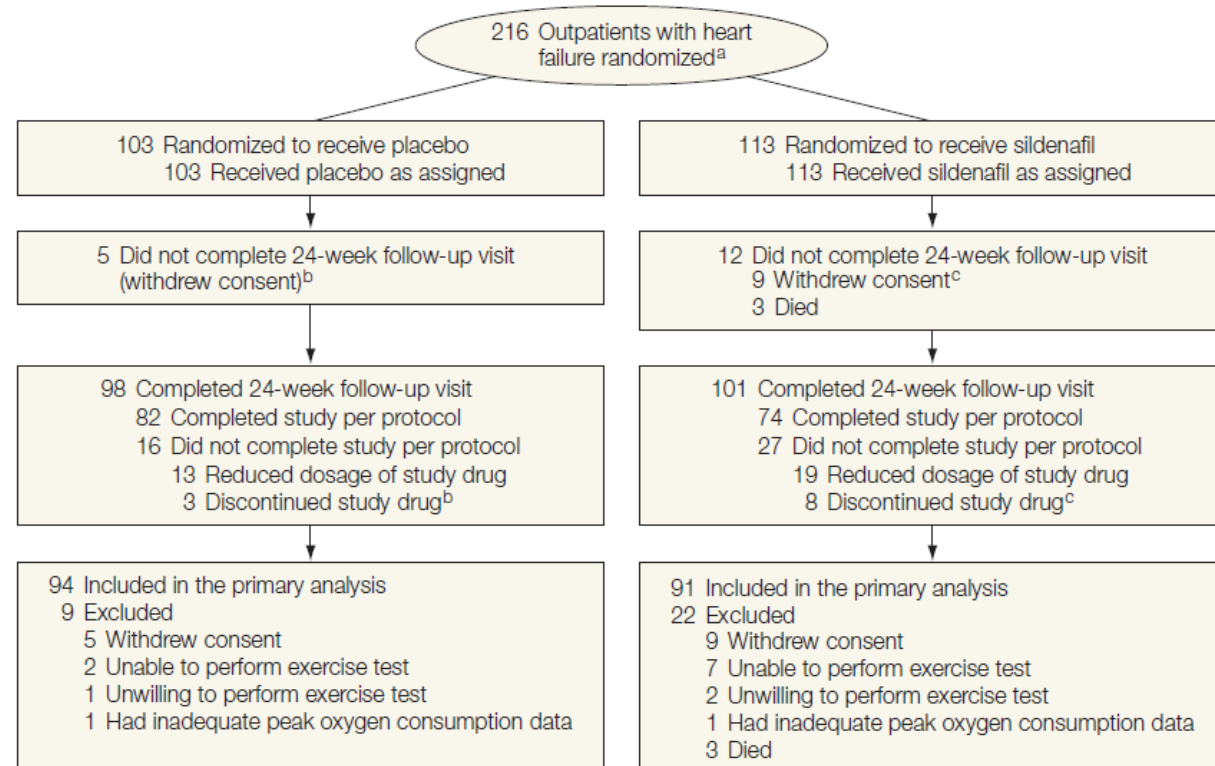 216 Outpatients with heart
failure randomizedᵃ
103 Randomized to receive placebo
103 Received placebo as assigned
113 Randomized to receive sildenafil
113 Received sildenafil as assigned
5 Did not complete 24-week follow-up visit
(withdrew consent)ᵇ
12 Did not complete 24-week follow-up visit
9 Withdrew consentᶜ
3 Died
98 Completed 24-week follow-up visit
82 Completed study per protocol
16 Did not complete study per protocol
13 Reduced dosage of study drug
3 Discontinued study drugᵇ
101 Completed 24-week follow-up visit
74 Completed study per protocol
27 Did not complete study per protocol
19 Reduced dosage of study drug
8 Discontinued study drugᶜ
94 Included in the primary analysis
9 Excluded
5 Withdrew consent
2 Unable to perform exercise test
1 Unwilling to perform exercise test
1 Had inadequate peak oxygen consumption data
91 Included in the primary analysis
22 Excluded
9 Withdrew consent
7 Unable to perform exercise test
2 Unwilling to perform exercise test
1 Had inadequate peak oxygen consumption data
3 Died